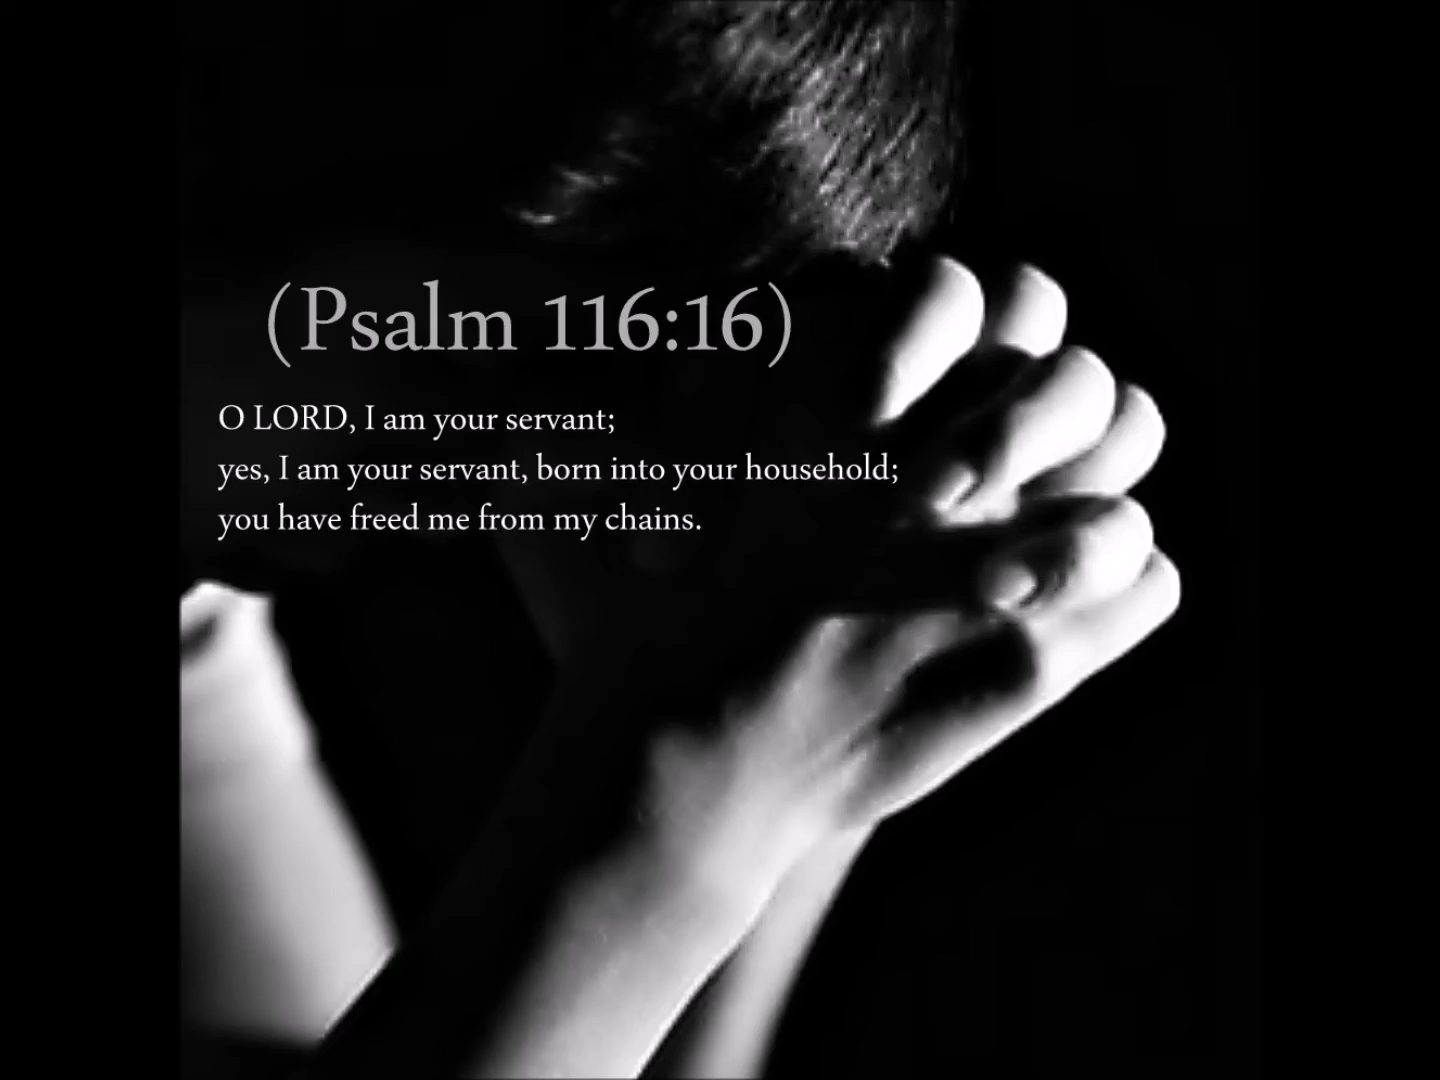 (Psalm 116:16)
O LORD, I am your servant;
yes, I am your servant, born into your household;
you have freed me from my chains.